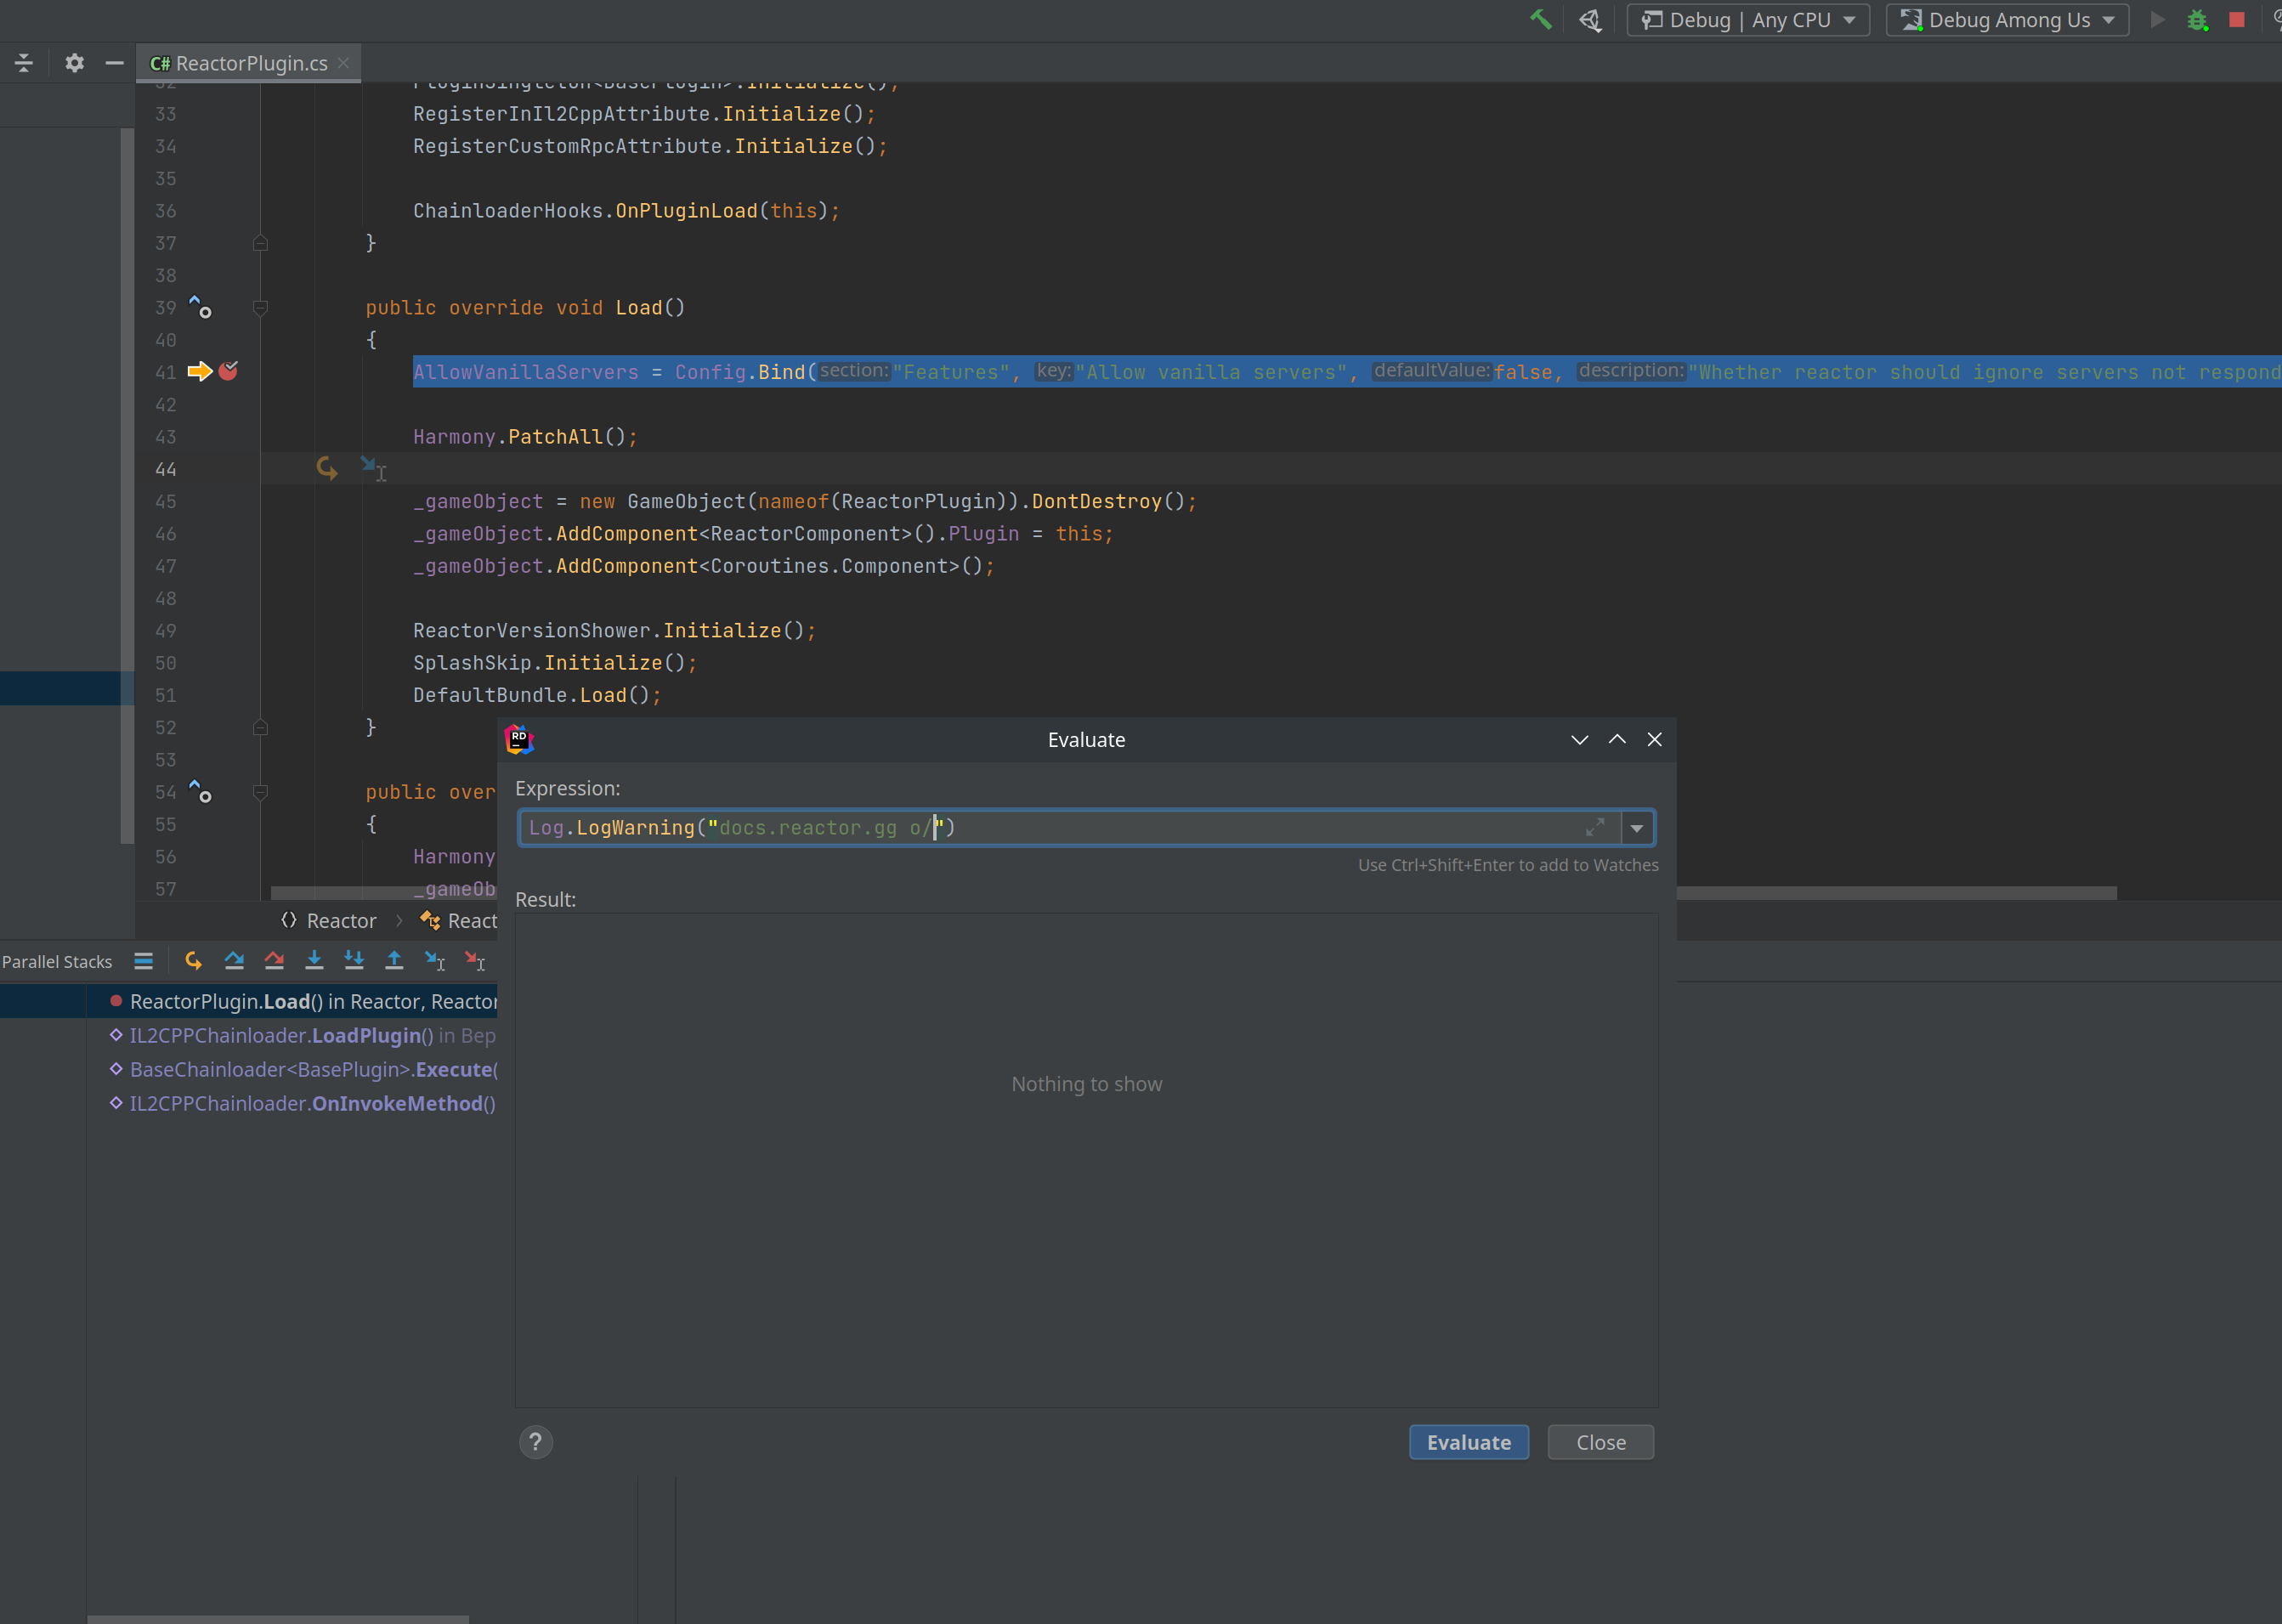 Debug | Any CPU
Debug Among Us
C# ReactorPlugin.cs
32 PluginSingleton<BasePlugin>.Initialize();
33 RegisterInIl2CppAttribute.Initialize();
34 RegisterCustomRpcAttribute.Initialize();
35
36 ChainloaderHooks.OnPluginLoad(this);
37 }
38
39 public override void Load()
40 {
41 AllowVanillaServers = Config.Bind(section:"Features", key:"Allow vanilla servers", defaultValue:false, description:"Whether reactor should ignore servers not respond
42
43 Harmony.PatchAll();
44
45 _gameObject = new GameObject(nameof(ReactorPlugin)).DontDestroy();
46 _gameObject.AddComponent<ReactorComponent>().Plugin = this;
47 _gameObject.AddComponent<Coroutines.Component>();
48
49 ReactorVersionShower.Initialize();
50 SplashSkip.Initialize();
51 DefaultBundle.Load();
52 }
53
54 public over
55 {
56 Harmony
57 _gameOb
Reactor > React
Parallel Stacks
ReactorPlugin.Load() in Reactor, Reactor
IL2CPPChainloader.LoadPlugin() in Bep
BaseChainloader<BasePlugin>.Execute(
IL2CPPChainloader.OnInvokeMethod()
RD
Evaluate
Expression:
Log.LogWarning("docs.reactor.gg o/")
Use Ctrl+Shift+Enter to add to Watches
Result:
Nothing to show
?
Evaluate
Close